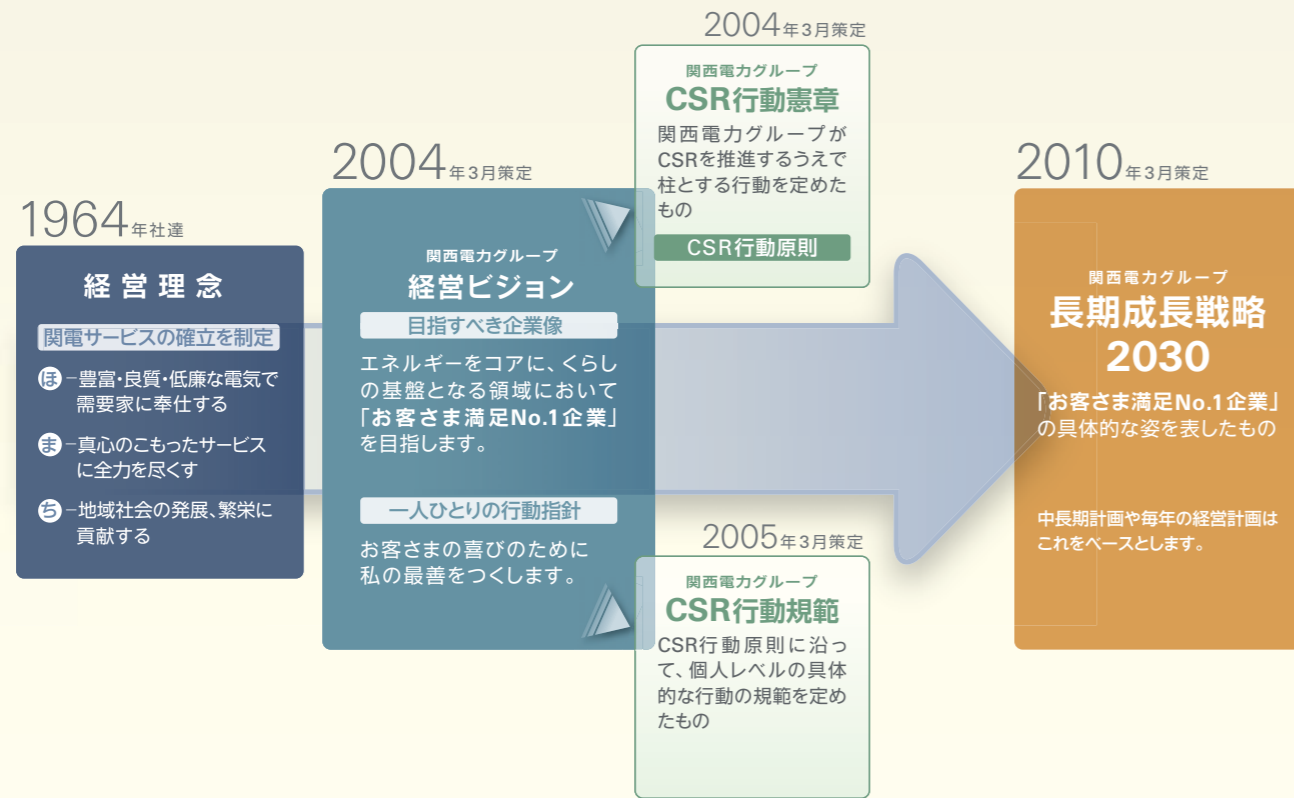 1964年社達
経営理念
関電サービスの確立を制定
ほ－豊富・良質・低廉な電気で
需要家に奉仕する
ま－真心のこもったサービス
に全力を尽くす
ち－地域社会の発展、繁栄に
貢献する
2004年3月策定
関西電力グループ
経営ビジョン
目指すべき企業像
エネルギーをコアに、くらし
の基盤となる領域において
「お客さま満足No.1企業」
を目指します。
一人ひとりの行動指針
お客さまの喜びのために
私の最善をつくします。
2004年3月策定
関西電力グループ
CSR行動憲章
関西電力グループが
CSRを推進するうえで
柱とする行動を定めた
もの
CSR行動原則
2005年3月策定
関西電力グループ
CSR行動規範
CSR行動原則に沿っ
て、個人レベルの具体
的な行動の規範を定め
たもの
2010年3月策定
関西電力グループ
長期成長戦略
2030
「お客さま満足No.1企業」
の具体的な姿を表したもの
中長期計画や毎年の経営計画は
これをベースとします。